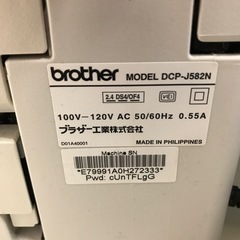 brother MODEL DCP-J582N
2.4 DS4/OF4
100V－120V AC 50/60Hz 0.55A
ブラザー工業株式会社
D01A40001 MADE IN PHILIPPINES
Machine SN
*E79991A0H272333*
Pwd: cUnTFLgG